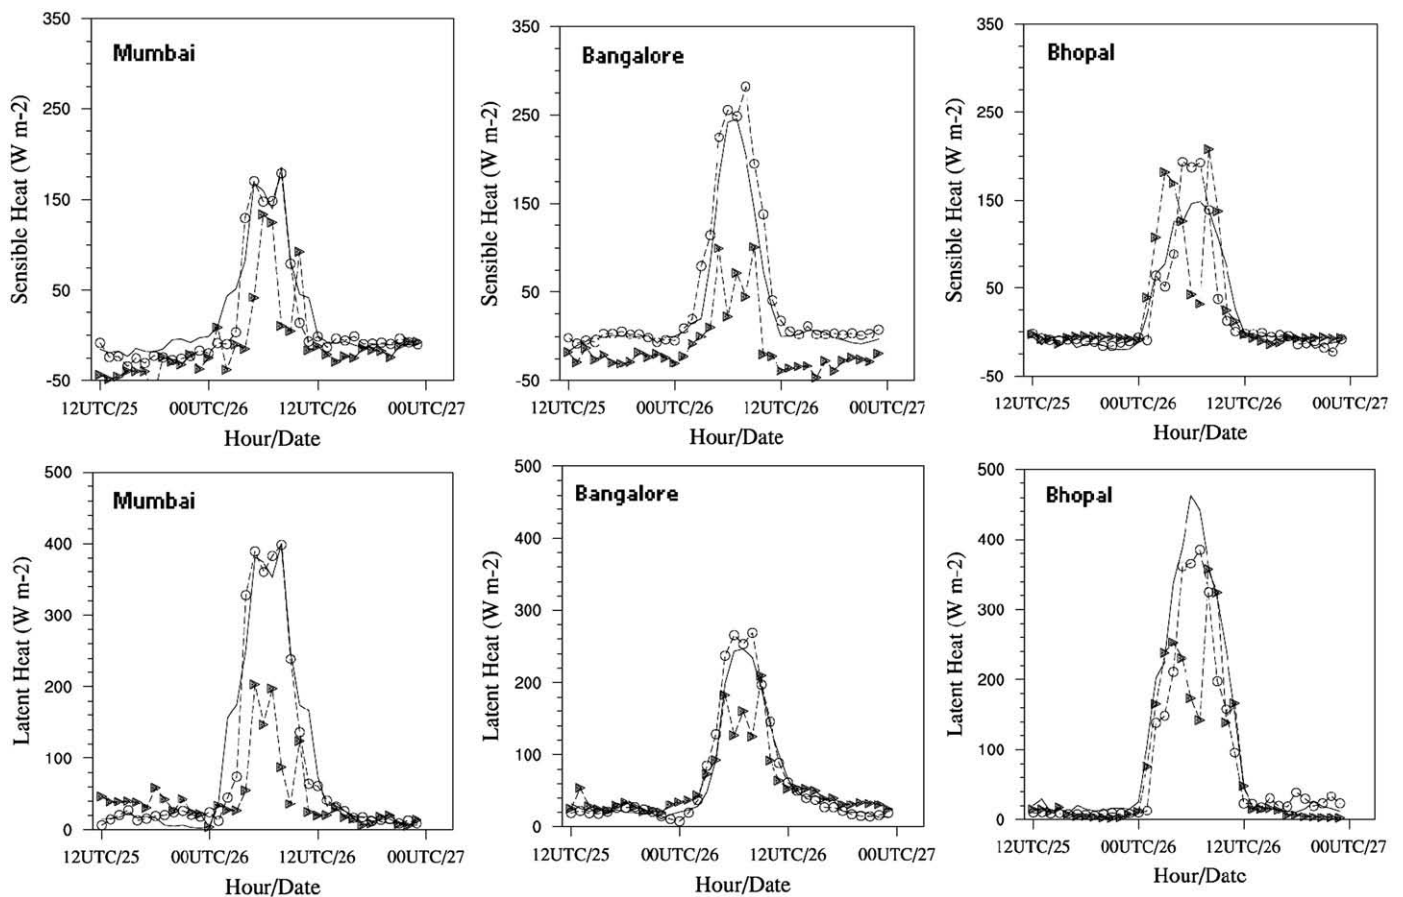 Mumbai
Sensible Heat (W m-2)
350
250
150
50
-50
12UTC/25 00UTC/26 12UTC/26 00UTC/27
Hour/Date
Bangalore
Sensible Heat (W m-2)
350
250
150
50
-50
12UTC/25 00UTC/26 12UTC/26 00UTC/27
Hour/Date
Bhopal
Sensible Heat (W m-2)
350
250
150
50
-50
12UTC/25 00UTC/26 12UTC/26 00UTC/27
Hour/Date
Mumbai
Latent Heat (W m-2)
500
400
300
200
100
0
12UTC/25 00UTC/26 12UTC/26 00UTC/27
Hour/Date
Bangalore
Latent Heat (W m-2)
500
400
300
200
100
0
12UTC/25 00UTC/26 12UTC/26 00UTC/27
Hour/Date
Bhopal
Latent Heat (W m-2)
500
400
300
200
100
0
12UTC/25 00UTC/26 12UTC/26 00UTC/27
Hour/Date